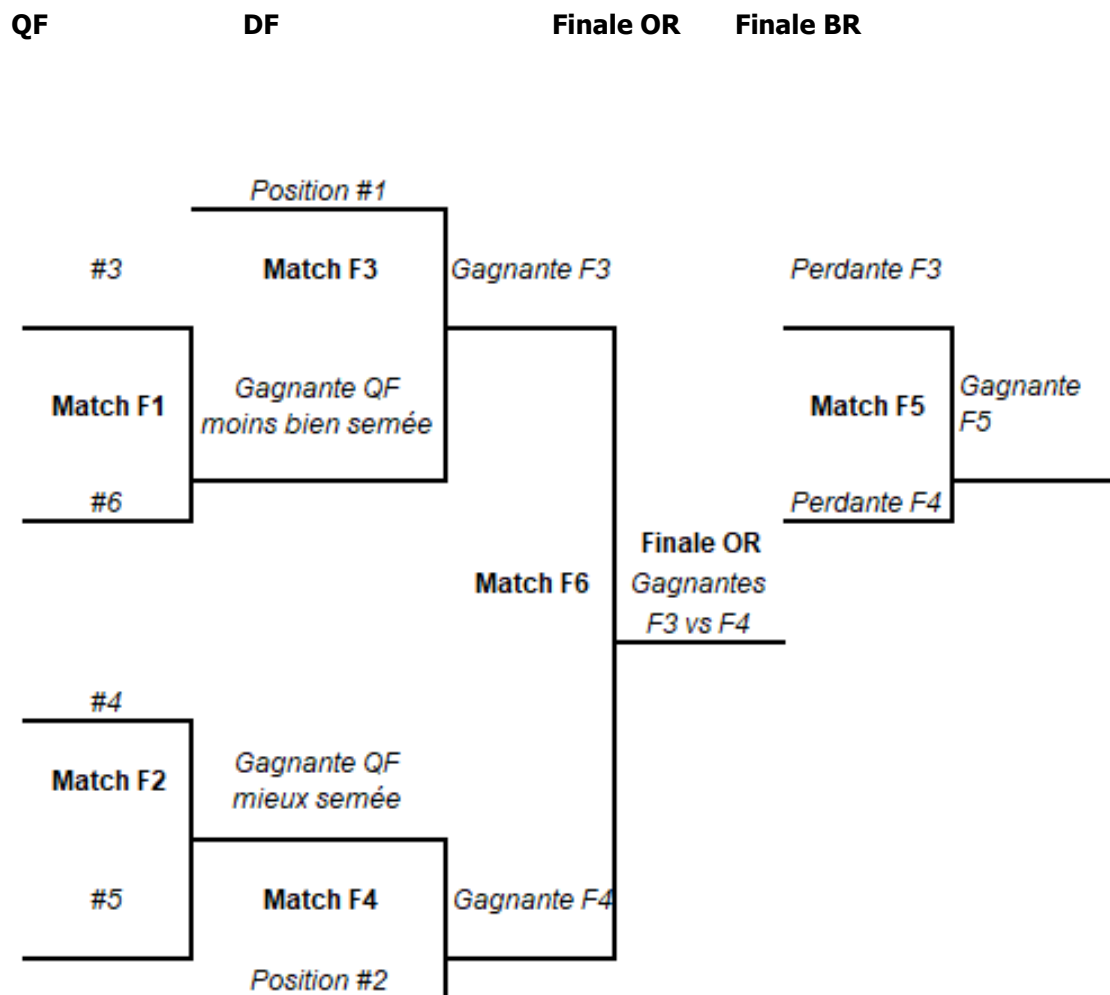 QF DF Finale OR Finale BR
Position #1
#3 Match F3 Gagnante F3 Perdante F3
Gagnante QF
moins bien semée
Match F1
Match F5
Gagnante
F5
#6 Perdante F4
Finale OR
Match F6 Gagnantes
F3 vs F4
#4
Match F2
Gagnante QF
mieux semée
#5 Match F4 Gagnante F4
Position #2